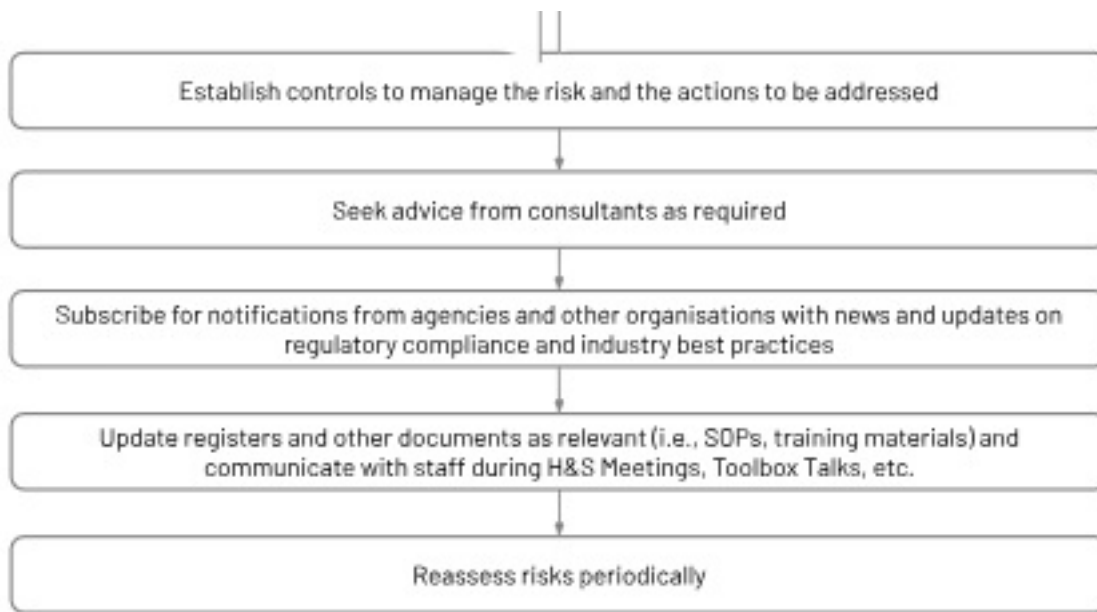 Establish controls to manage the risk and the actions to be addressed
Seek advice from consultants as required
Subscribe for notifications from agencies and other organisations with news and updates on
regulatory compliance and industry best practices
Update registers and other documents as relevant (i.e., SOPs, training materials) and
communicate with staff during H&S Meetings, Toolbox Talks, etc.
Reassess risks periodically